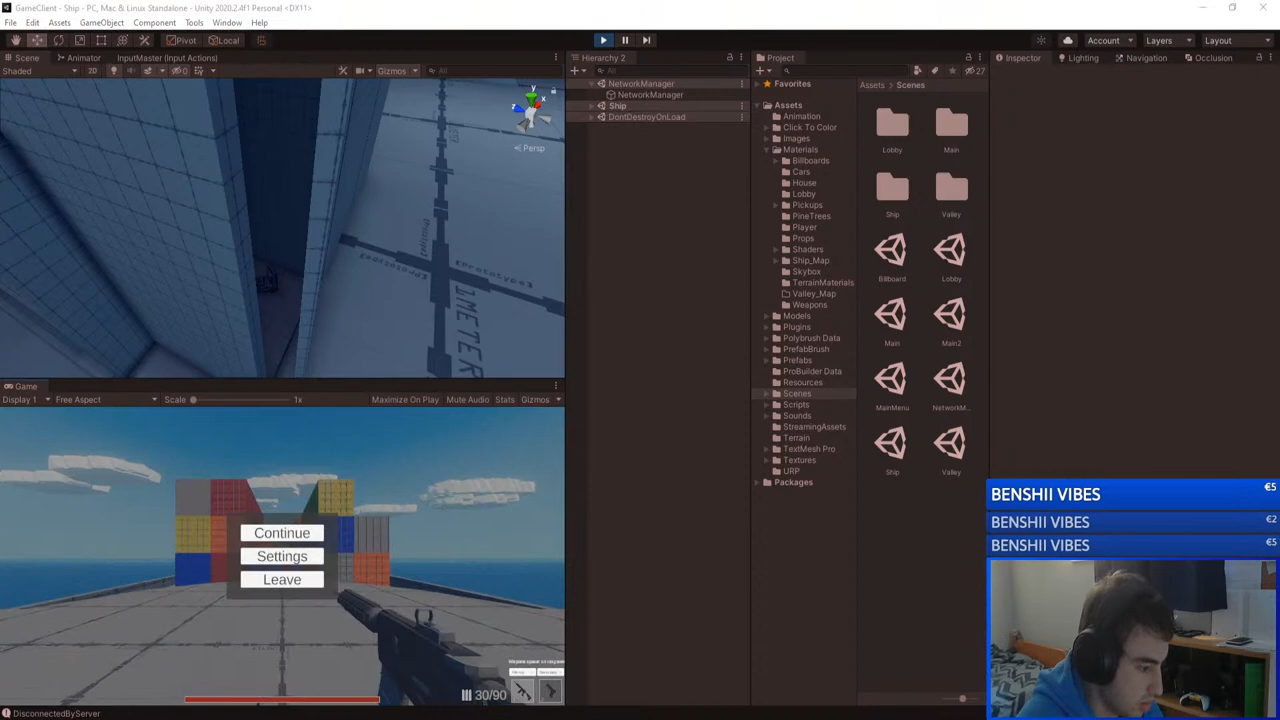 GameClient - Ship - PC, Mac & Linux Standalone - Unity 2020.2.4f1 Personal <DX11>
File Edit Assets GameObject Component Tools Window Help
Pivot Local
Account Layers Layout
Scene Animator InputMaster (Input Actions)
Shaded 2D 0 Gizmos All
y x z
Persp
Hierarchy 2
All
NetworkManager
NetworkManager
Ship
DontDestroyOnLoad
Project
27
Favorites
Assets
Animation
Click To Color
Images
Materials
Billboards
Cars
House
Lobby
Pickups
PineTrees
Player
Props
Shaders
Ship_Map
Skybox
TerrainMaterials
Valley_Map
Weapons
Models
Plugins
Polybrush Data
PrefabBrush
Prefabs
ProBuilder Data
Resources
Scenes
Scripts
Sounds
StreamingAssets
Terrain
TextMesh Pro
Textures
URP
Packages
Assets > Scenes
Lobby Main
Ship Valley
Billboard Lobby
Main Main2
MainMenu NetworkM...
Ship Valley
Inspector Lighting Navigation Occlusion
Game
Display 1 Free Aspect Scale 1x Maximize On Play Mute Audio Stats Gizmos
Continue
Settings
Leave
30/90
BENSHII VIBES €5
BENSHII VIBES €2
BENSHII VIBES €5
DisconnectedByServer